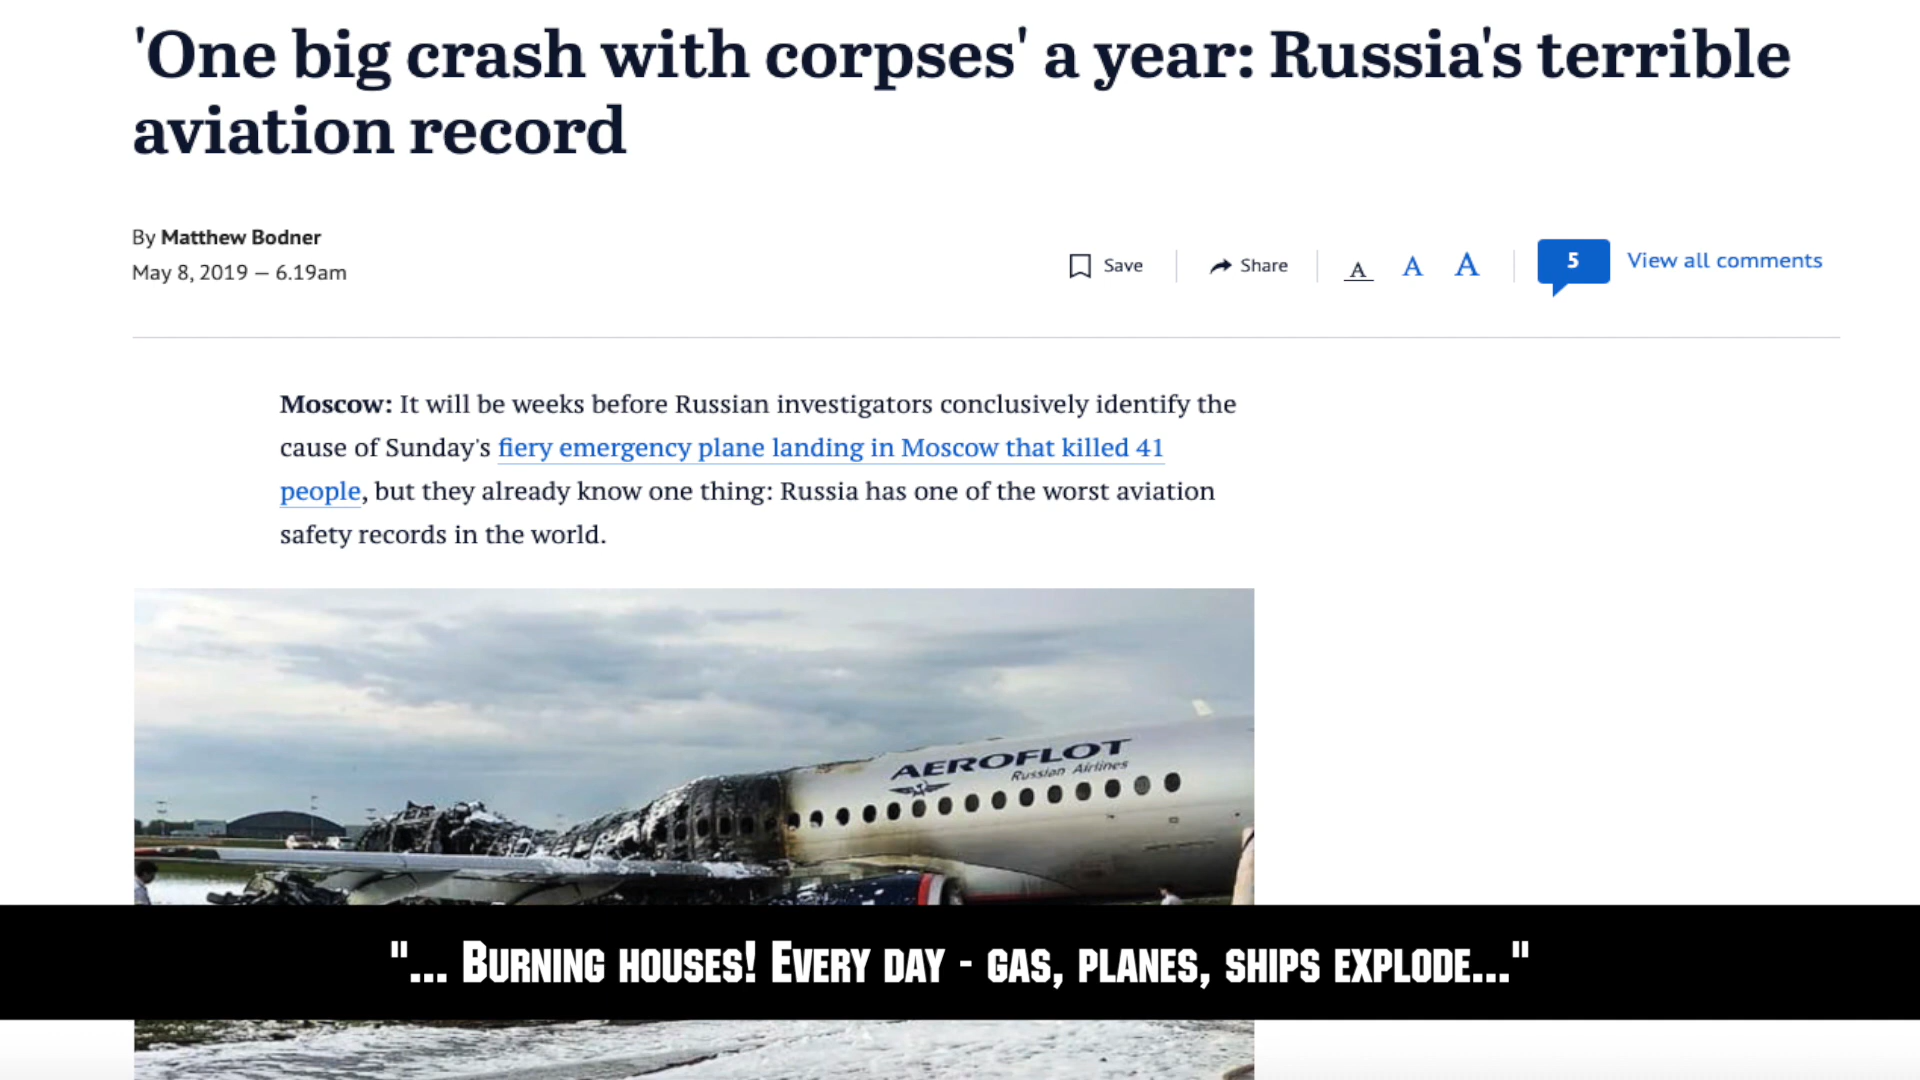 'One big crash with corpses' a year: Russia's terrible
aviation record
By Matthew Bodner
May 8, 2019 — 6.19am
Save
Share
A A A
5
View all comments
Moscow: It will be weeks before Russian investigators conclusively identify the
cause of Sunday's fiery emergency plane landing in Moscow that killed 41
people, but they already know one thing: Russia has one of the worst aviation
safety records in the world.
AEROFLOT
Russian Airlines
"... Burning houses! Every day - gas, planes, ships explode..."